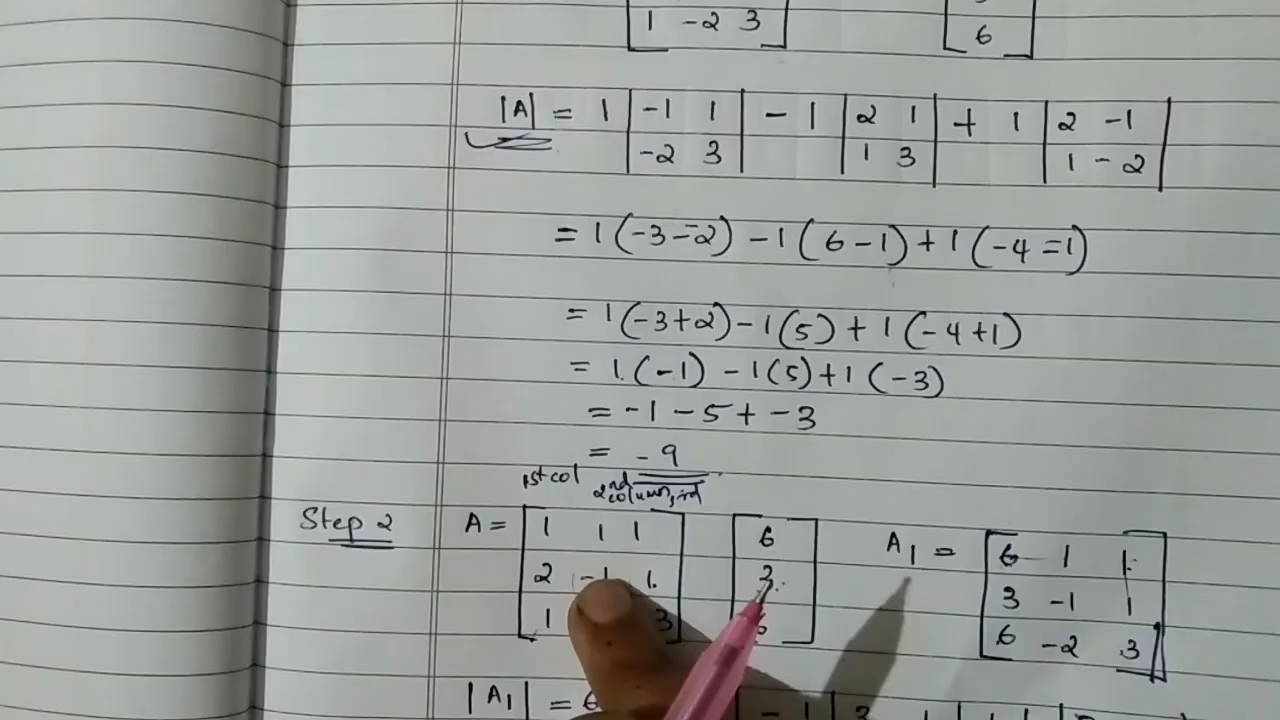 1 -2 3 6
|A| = 1 |-1 1| - 1 |2 1| + 1 |2 -1|
|-2 3| |1 3| |1 -2|
= 1(-3--2) -1(6-1)+1(-4-
-1)
= 1(-3+2)-1(5)+1(-4+1)
= 1.(-1) -1(5)+1(-3)
= -1-5+-3
= -9
1st col 2nd column 3rd
Step 2 A = [1 1 1] [6] A1 = [6 1 1]
[2 -1 1] [3] [3 -1 1]
[1 3] [6] [6 -2 3]
|A1| = 6